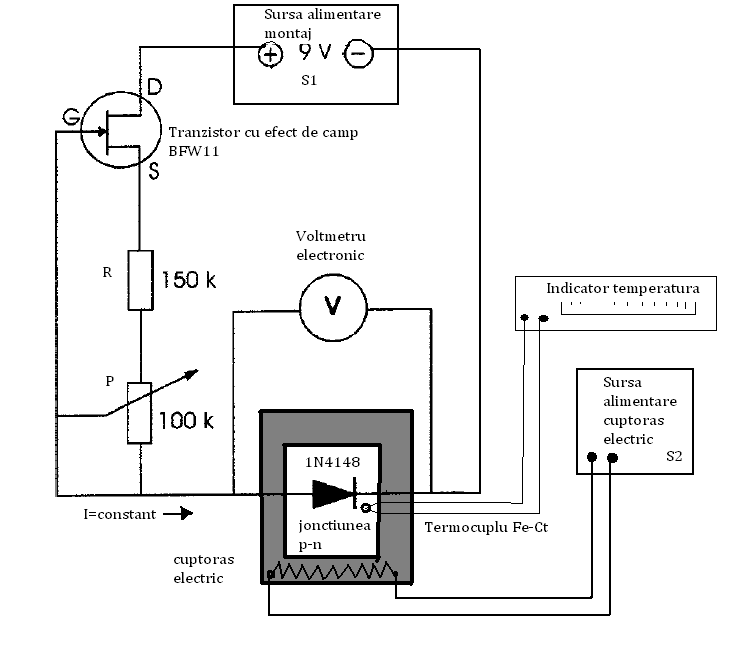 Sursa alimentare
montaj
+ 9 V −
S1
D
G
S
Tranzistor cu efect de camp
BFW11
R
150 k
P
100 k
Voltmetru
electronic
V
Indicator temperatura
Sursa
alimentare
cuptoras
electric
S2
1N4148
jonctiunea
p-n
I=constant
Termocuplu Fe-Ct
cuptoras
electric